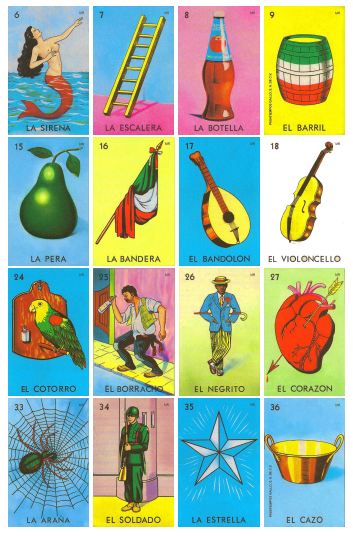 6
LA SIRENA
7
LA ESCALERA
8
LA BOTELLA
9
EL BARRIL
15
LA PERA
16
LA BANDERA
17
EL BANDOLON
18
EL VIOLONCELLO
24
EL COTORRO
25
EL BORRACHO
26
EL NEGRITO
27
EL CORAZON
33
LA ARAÑA
34
EL SOLDADO
35
LA ESTRELLA
36
EL CAZO